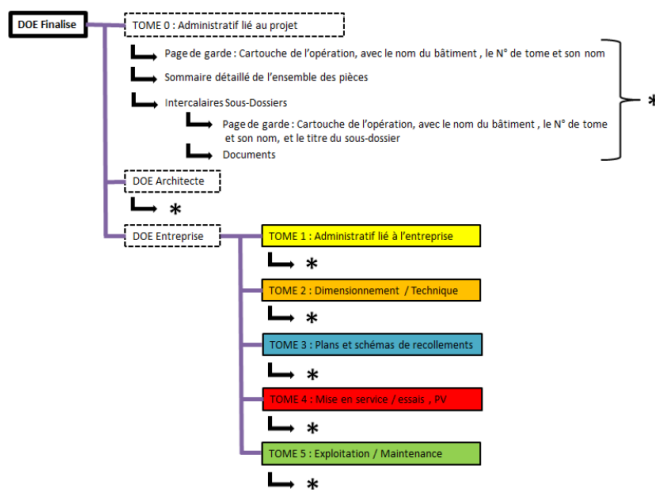 DOE Finalise
TOME 0 : Administratif lié au projet
Page de garde : Cartouche de l'opération, avec le nom du bâtiment , le N° de tome et son nom
Sommaire détaillé de l'ensemble des pièces
*
Intercalaires Sous-Dossiers
Page de garde : Cartouche de l'opération, avec le nom du bâtiment , le N° de tome
et son nom, et le titre du sous-dossier
Documents
DOE Architecte
*
DOE Entreprise
TOME 1 : Administratif lié à l'entreprise
*
TOME 2 : Dimensionnement / Technique
*
TOME 3 : Plans et schémas de recollements
*
TOME 4 : Mise en service / essais , PV
*
TOME 5 : Exploitation / Maintenance
*